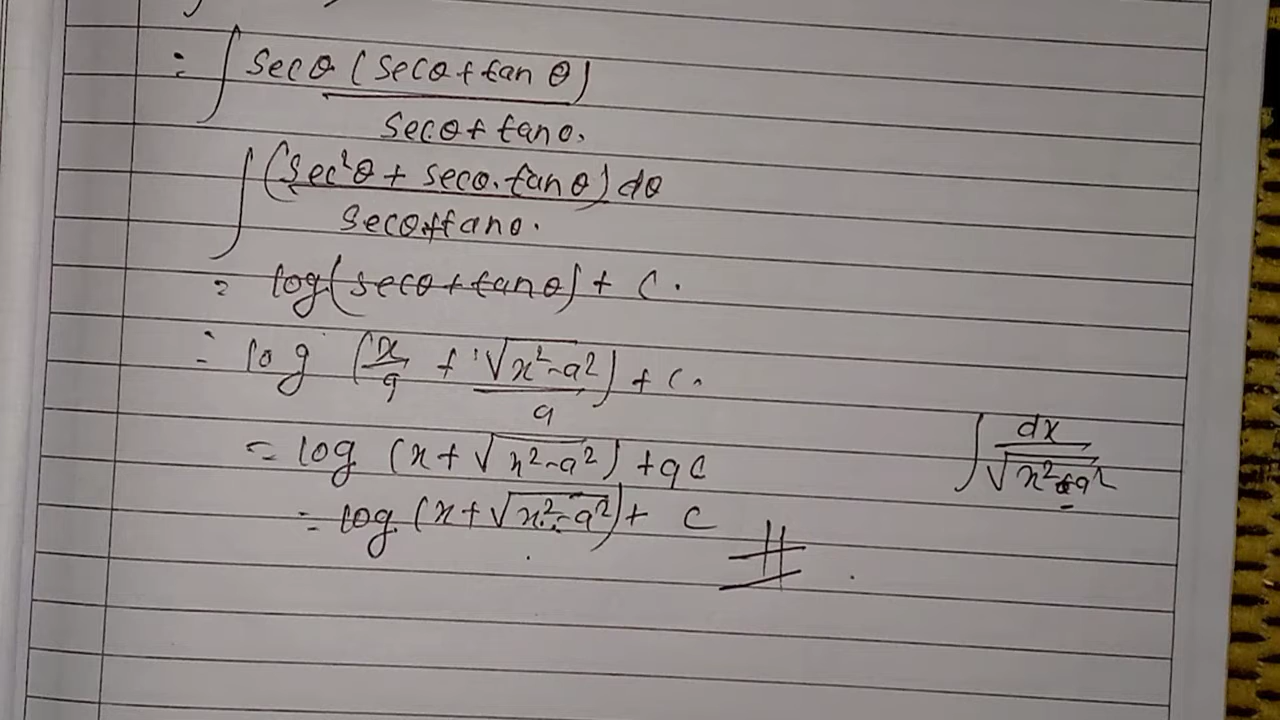 = ∫ Secθ (Secθ + tan θ) / Secθ + tanθ.
∫ (Sec²θ + Secθ. tanθ) dθ / Secθ + tanθ.
= log (secθ + tanθ) + C.
= log (x/a + √x²-a² / a) + C.
= log (x + √x²-a²) + aC
= log (x + √x²-a²) + C
∫ dx / √x²+a²